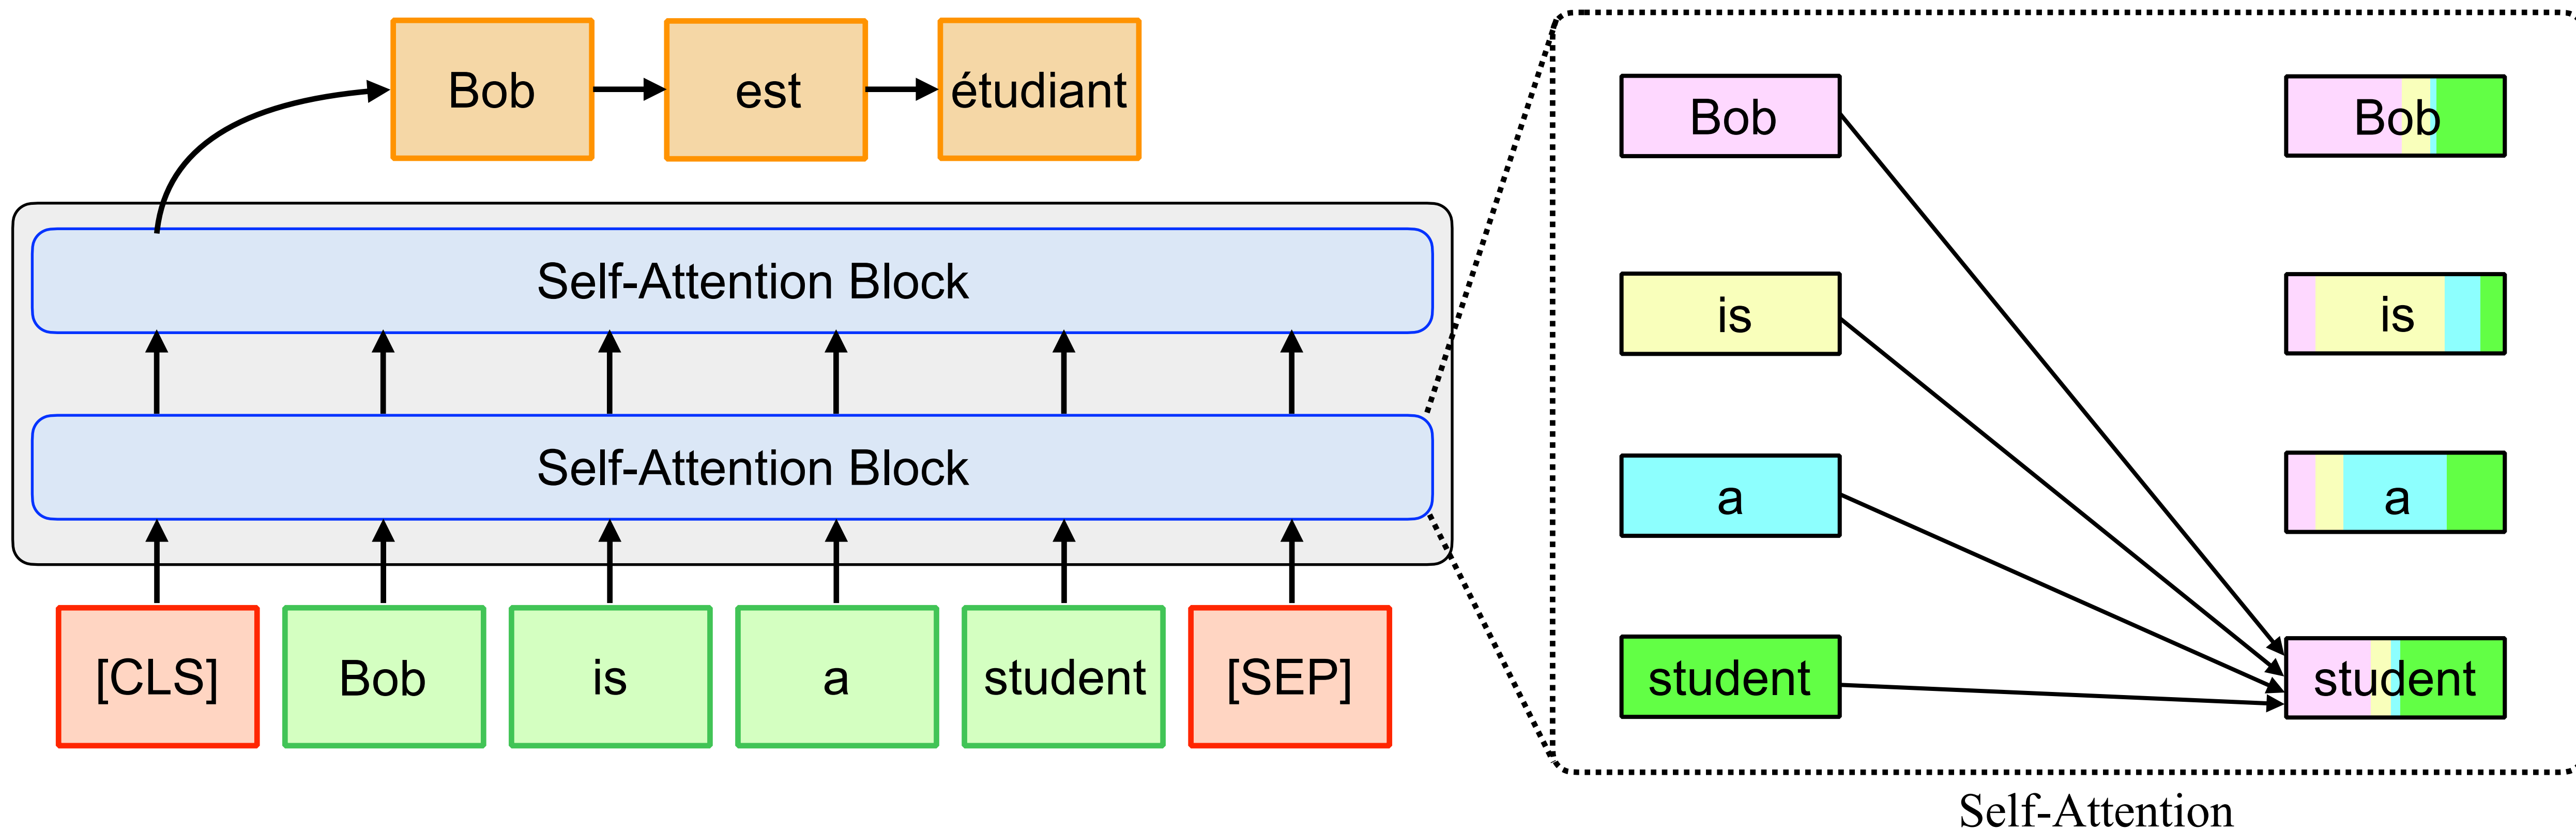 Bob est étudiant
Self-Attention Block
Self-Attention Block
[CLS] Bob is a student [SEP]
Bob Bob
is is
a a
student student
Self-Attention